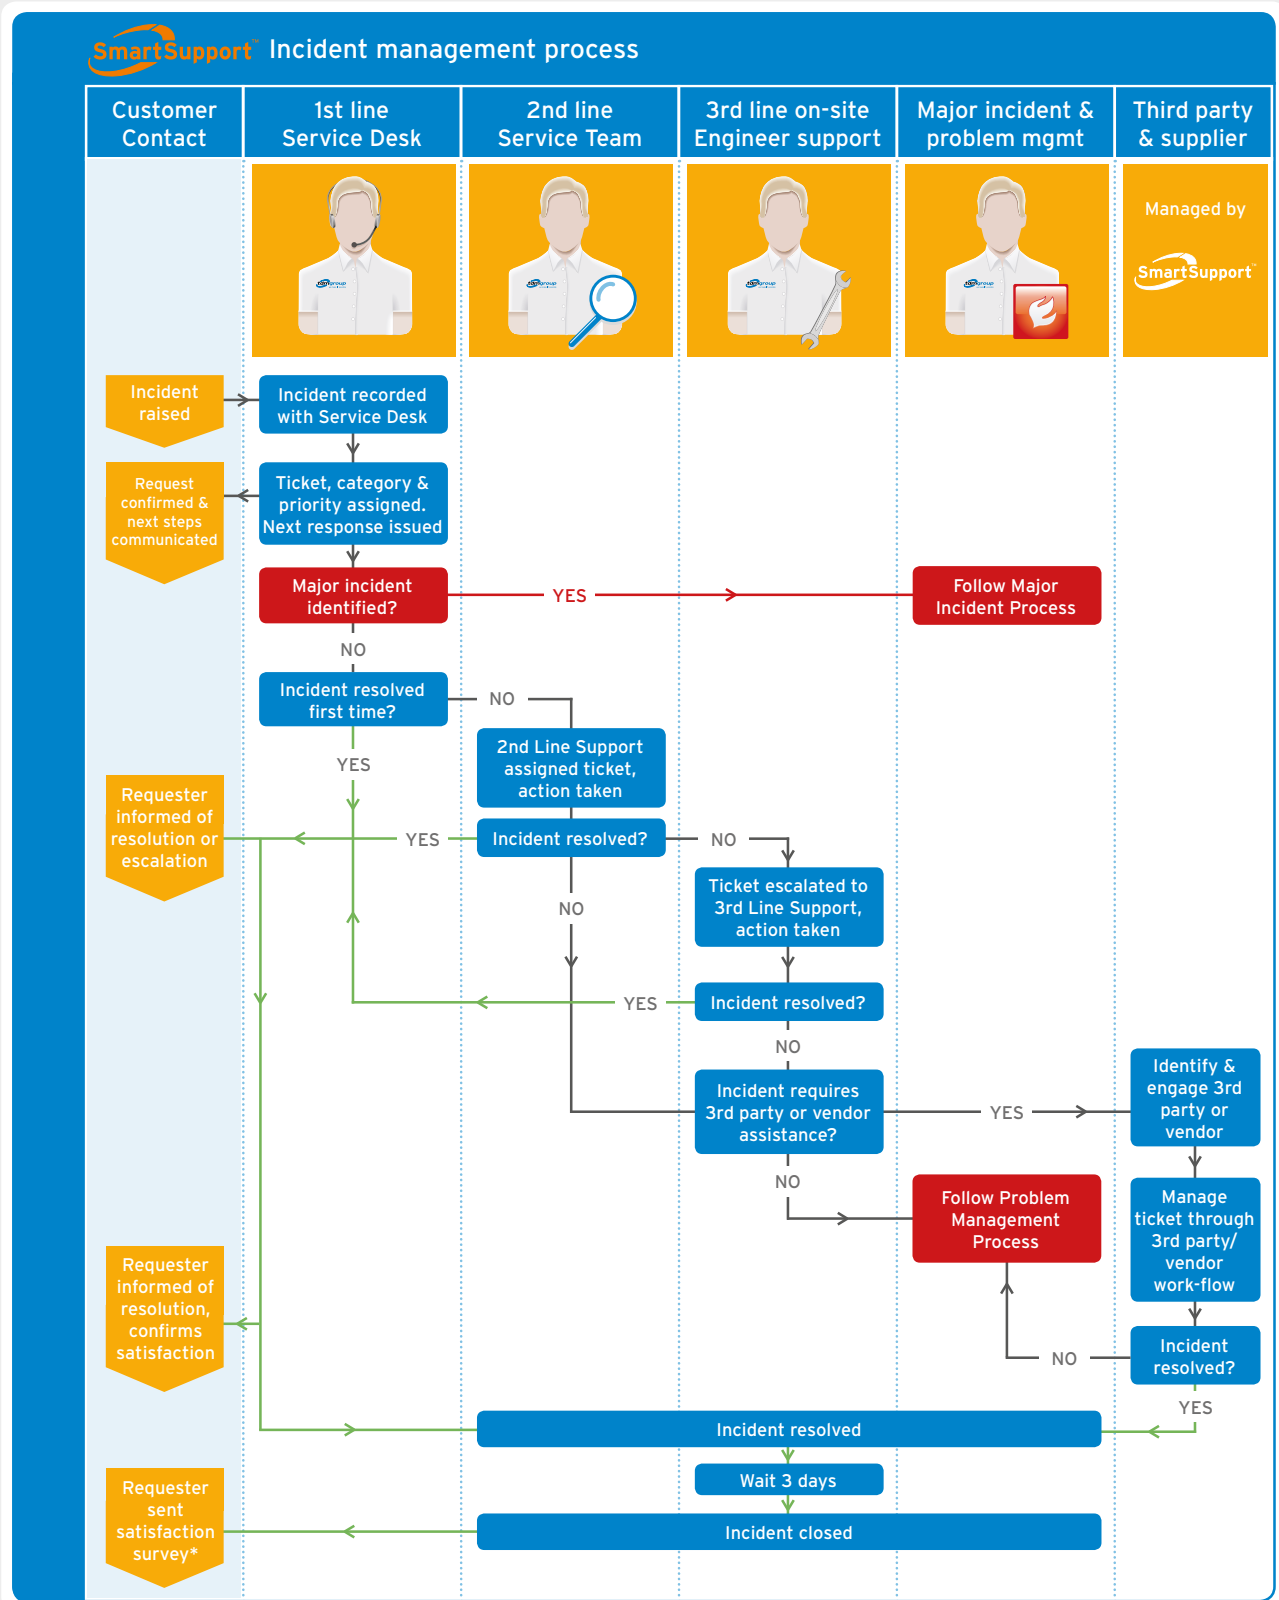 SmartSupport™ Incident management process
Customer
Contact
1st line
Service Desk
2nd line
Service Team
3rd line on-site
Engineer support
Major incident &
problem mgmt
Third party
& supplier
Managed by
SmartSupport™
Incident
raised
Incident recorded
with Service Desk
Request
confirmed &
next steps
communicated
Ticket, category &
priority assigned.
Next response issued
Major incident
identified?
YES
Follow Major
Incident Process
NO
Incident resolved
first time?
NO
YES
2nd Line Support
assigned ticket,
action taken
Requester
informed of
resolution or
escalation
YES
Incident resolved?
NO
NO
Ticket escalated to
3rd Line Support,
action taken
YES
Incident resolved?
NO
Incident requires
3rd party or vendor
assistance?
YES
Identify &
engage 3rd
party or
vendor
NO
Follow Problem
Management
Process
Manage
ticket through
3rd party/
vendor
work-flow
Requester
informed of
resolution,
confirms
satisfaction
NO
Incident
resolved?
YES
Incident resolved
Wait 3 days
Requester
sent
satisfaction
survey*
Incident closed